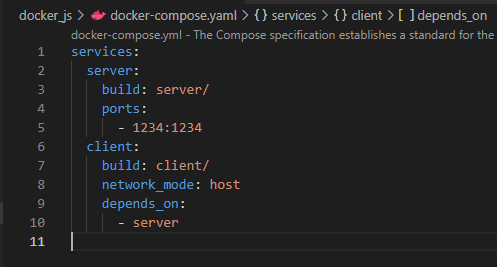 docker_js > docker-compose.yaml > {} services > {} client > [ ] depends_on
docker-compose.yml - The Compose specification establishes a standard for the
1 services:
2   server:
3     build: server/
4     ports:
5       - 1234:1234
6   client:
7     build: client/
8     network_mode: host
9     depends_on:
10       - server
11